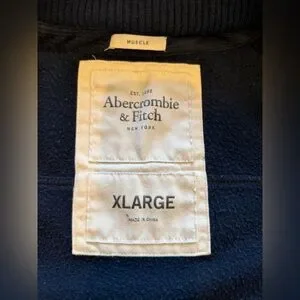 MUSCLE
EST. 1892
Abercrombie
& Fitch
NEW YORK
XLARGE
MADE IN CHINA